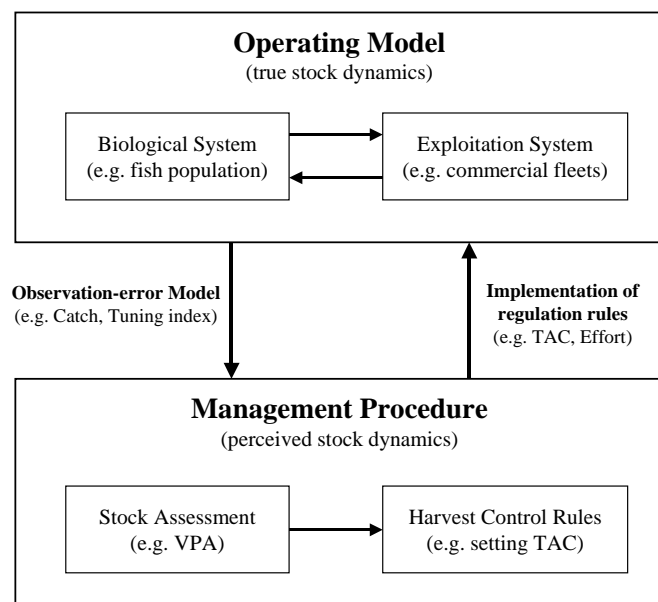 Operating Model
(true stock dynamics)
Biological System
(e.g. fish population)
Exploitation System
(e.g. commercial fleets)
Observation-error Model
(e.g. Catch, Tuning index)
Implementation of
regulation rules
(e.g. TAC, Effort)
Management Procedure
(perceived stock dynamics)
Stock Assessment
(e.g. VPA)
Harvest Control Rules
(e.g. setting TAC)